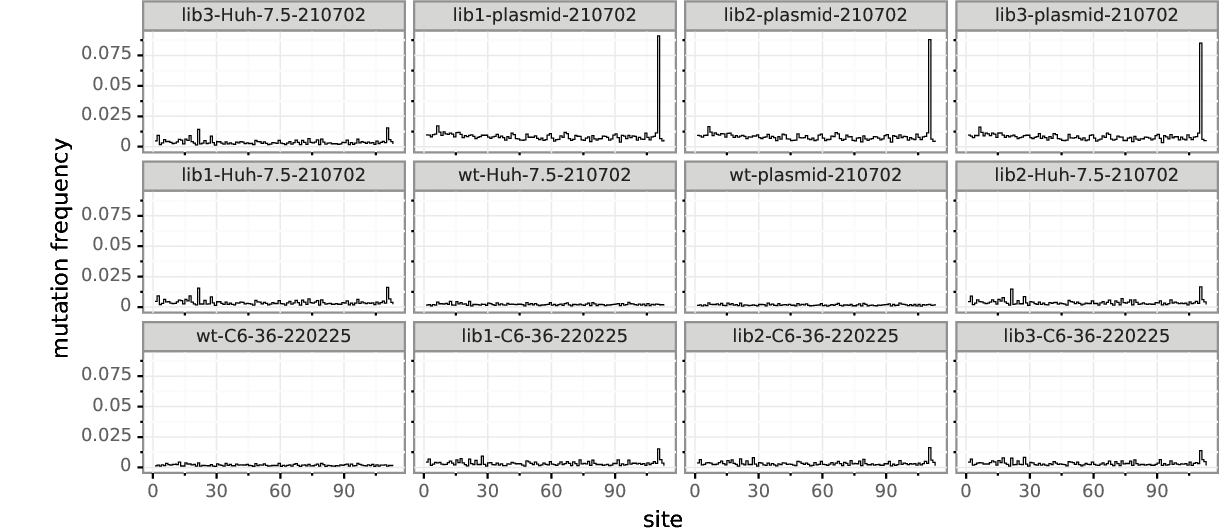 lib3-Huh-7.5-210702 lib1-plasmid-210702 lib2-plasmid-210702 lib3-plasmid-210702
0.075
0.05
0.025
0
lib1-Huh-7.5-210702 wt-Huh-7.5-210702 wt-plasmid-210702 lib2-Huh-7.5-210702
mutation frequency
0.075
0.05
0.025
0
wt-C6-36-220225 lib1-C6-36-220225 lib2-C6-36-220225 lib3-C6-36-220225
0.075
0.05
0.025
0
0 30 60 90 0 30 60 90 0 30 60 90 0 30 60 90
site